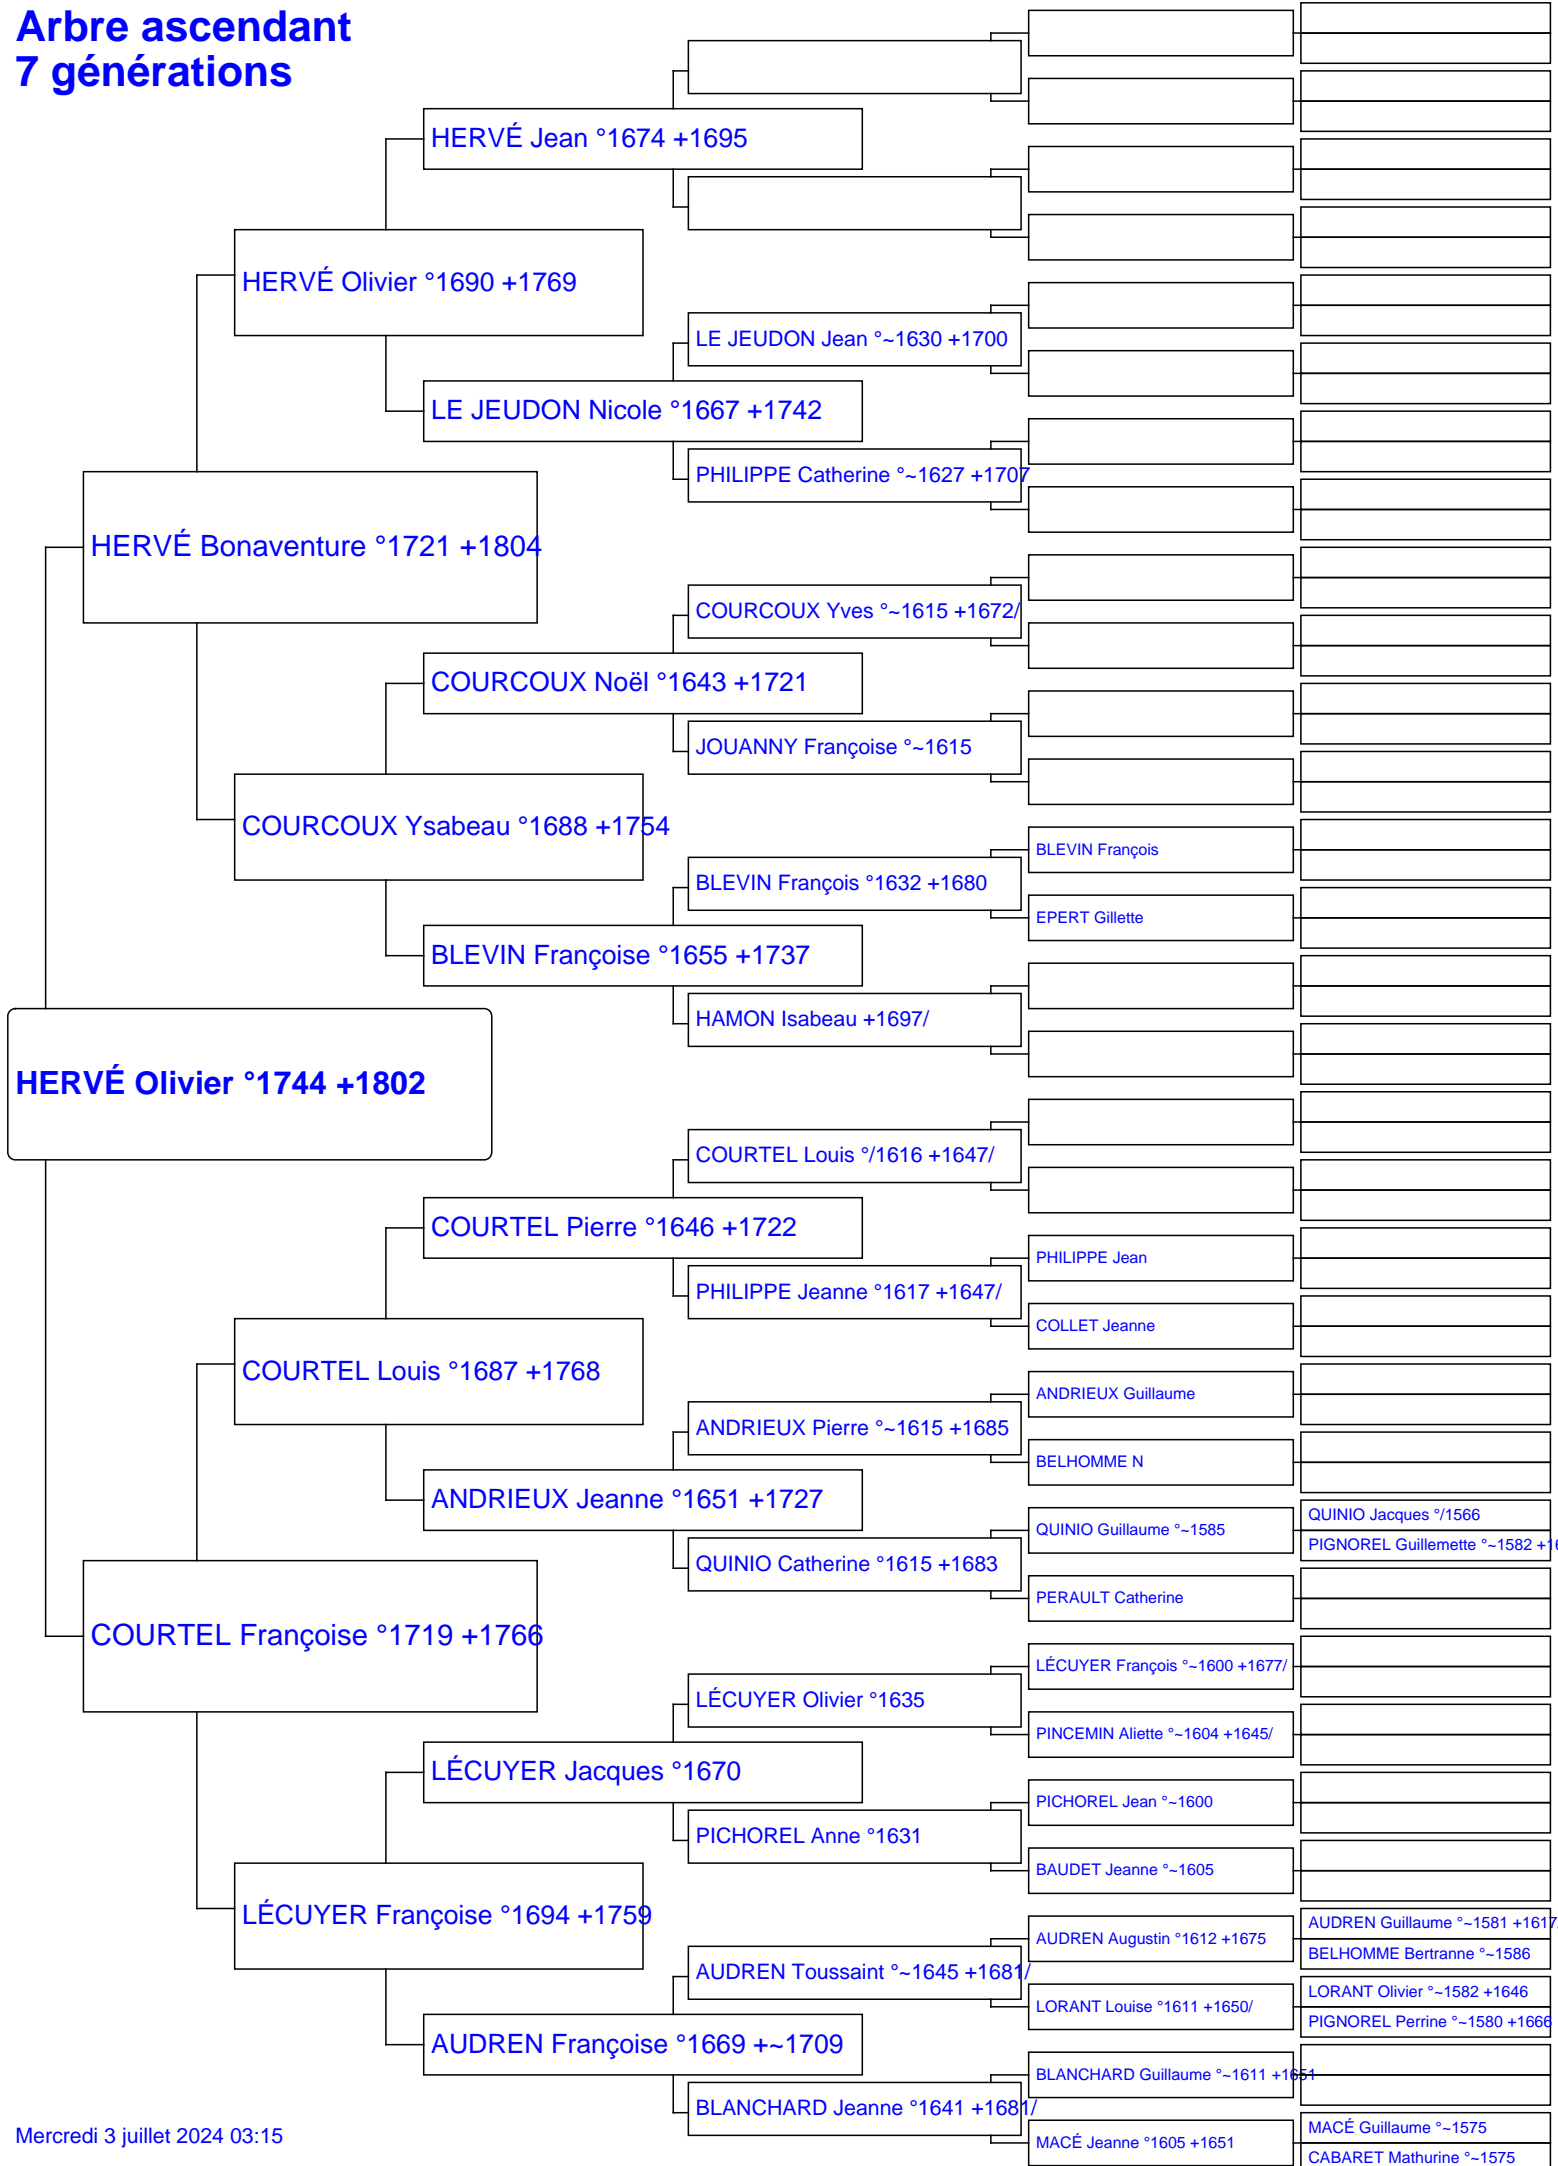 Arbre ascendant
7 générations
HERVÉ Jean °1674 +1695
HERVÉ Olivier °1690 +1769
LE JEUDON Jean °~1630 +1700
LE JEUDON Nicole °1667 +1742
PHILIPPE Catherine °~1627 +1707
HERVÉ Bonaventure °1721 +1804
COURCOUX Yves °~1615 +1672/
COURCOUX Noël °1643 +1721
JOUANNY Françoise °~1615
COURCOUX Ysabeau °1688 +1754
BLEVIN François
BLEVIN François °1632 +1680
EPERT Gillette
BLEVIN Françoise °1655 +1737
HAMON Isabeau +1697/
HERVÉ Olivier °1744 +1802
COURTEL Louis °/1616 +1647/
COURTEL Pierre °1646 +1722
PHILIPPE Jean
PHILIPPE Jeanne °1617 +1647/
COLLET Jeanne
COURTEL Louis °1687 +1768
ANDRIEUX Guillaume
ANDRIEUX Pierre °~1615 +1685
BELHOMME N
ANDRIEUX Jeanne °1651 +1727
QUINIO Jacques °/1566
QUINIO Guillaume °~1585
PIGNOREL Guillemette °~1582
QUINIO Catherine °1615 +1683
PERAULT Catherine
COURTEL Françoise °1719 +1766
LÉCUYER François °~1600 +1677/
LÉCUYER Olivier °1635
PINCEMIN Aliette °~1604 +1645/
LÉCUYER Jacques °1670
PICHOREL Jean °~1600
PICHOREL Anne °1631
BAUDET Jeanne °~1605
LÉCUYER Françoise °1694 +1759
AUDREN Guillaume °~1581 +1617/
AUDREN Augustin °1612 +1675
BELHOMME Bertranne °~1586
AUDREN Toussaint °~1645 +1681/
LORANT Olivier °~1582 +1646
LORANT Louise °1611 +1650/
PIGNOREL Perrine °~1580 +1666
AUDREN Françoise °1669 +~1709
BLANCHARD Guillaume °~1611 +1651
BLANCHARD Jeanne °1641 +1681/
MACÉ Guillaume °~1575
MACÉ Jeanne °1605 +1651
CABARET Mathurine °~1575
Mercredi 3 juillet 2024 03:15